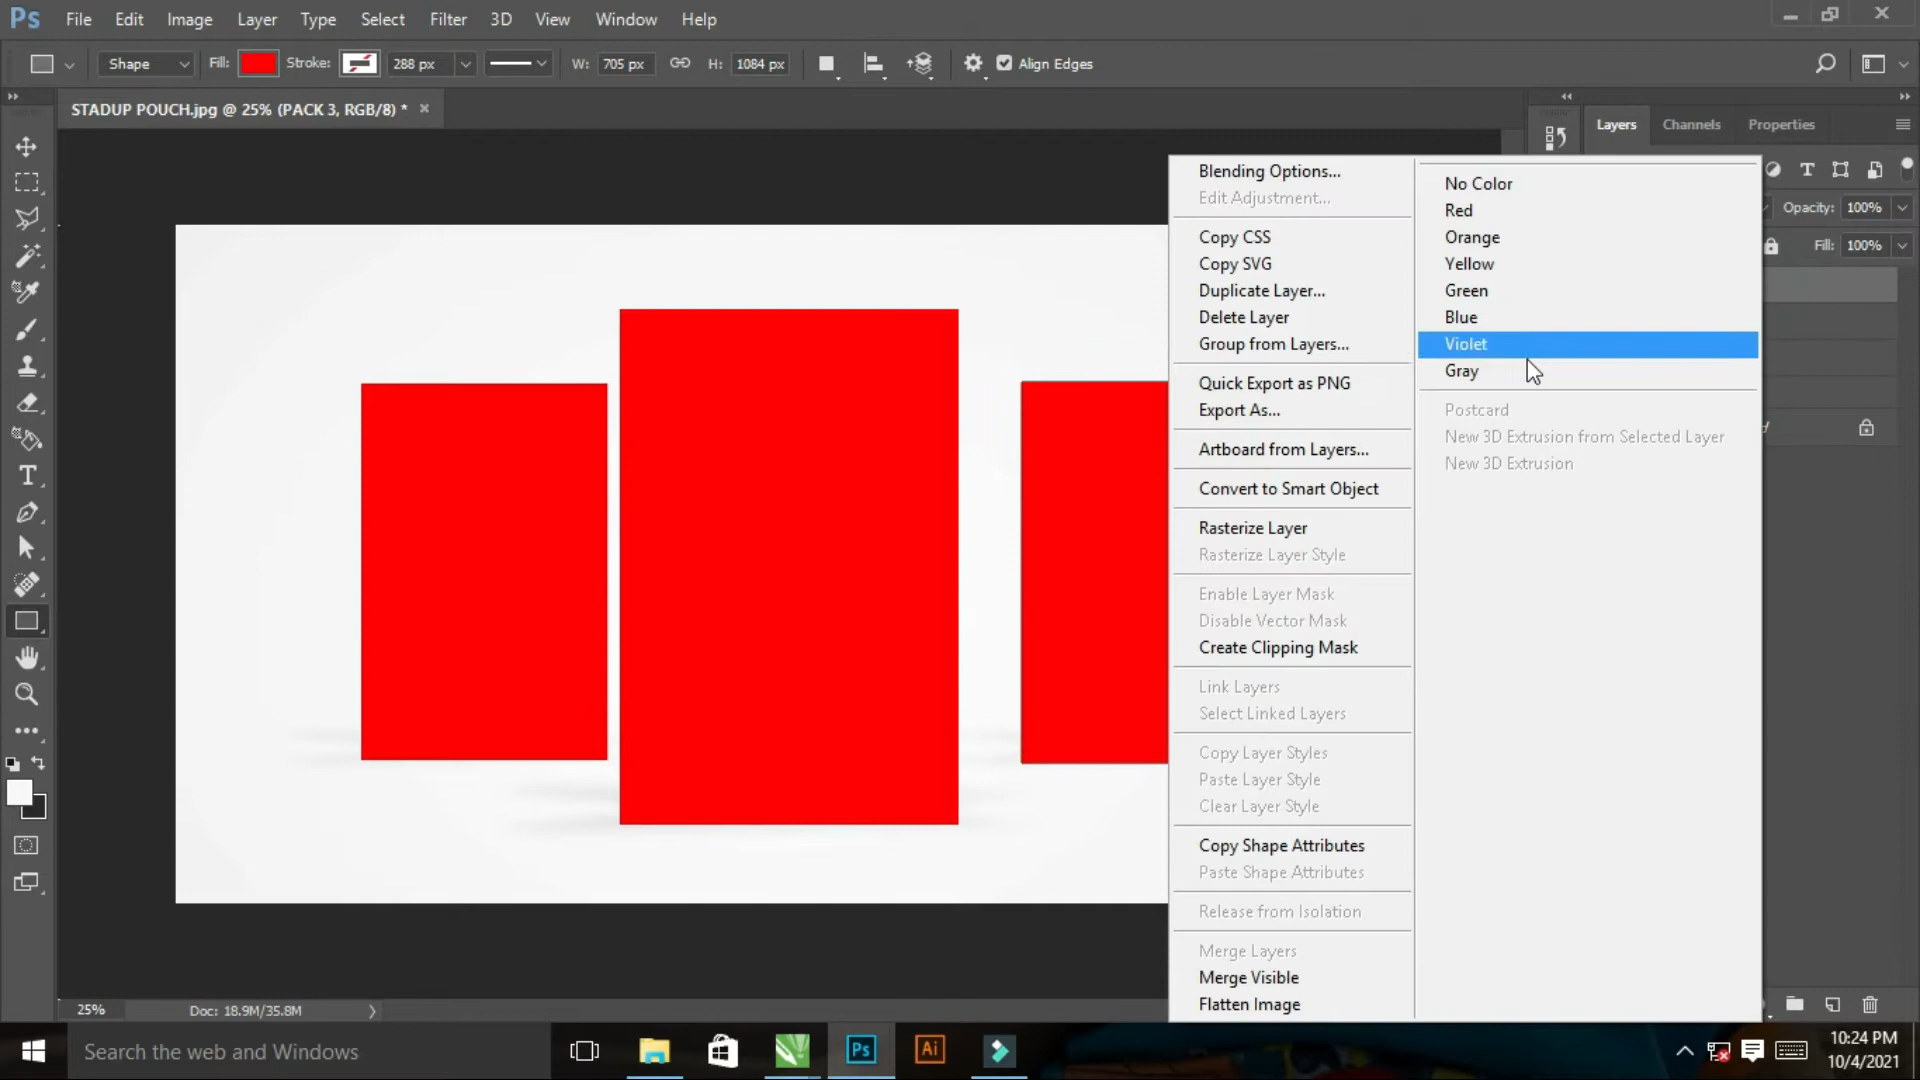 Ps File Edit Image Layer Type Select Filter 3D View Window Help
Shape Fill: Stroke: 288 px W: 705 px H: 1084 px Align Edges
STADUP POUCH.jpg @ 25% (PACK 3, RGB/8) *
Layers Channels Properties
Opacity: 100%
Fill: 100%
Blending Options...
Edit Adjustment...
Copy CSS
Copy SVG
Duplicate Layer...
Delete Layer
Group from Layers...
Quick Export as PNG
Export As...
Artboard from Layers...
Convert to Smart Object
Rasterize Layer
Rasterize Layer Style
Enable Layer Mask
Disable Vector Mask
Create Clipping Mask
Link Layers
Select Linked Layers
Copy Layer Styles
Paste Layer Style
Clear Layer Style
Copy Shape Attributes
Paste Shape Attributes
Release from Isolation
Merge Layers
Merge Visible
Flatten Image
No Color
Red
Orange
Yellow
Green
Blue
Violet
Gray
Postcard
New 3D Extrusion from Selected Layer
New 3D Extrusion
25% Doc: 18.9M/35.8M
Search the web and Windows
Ps
Ai
10:24 PM
10/4/2021